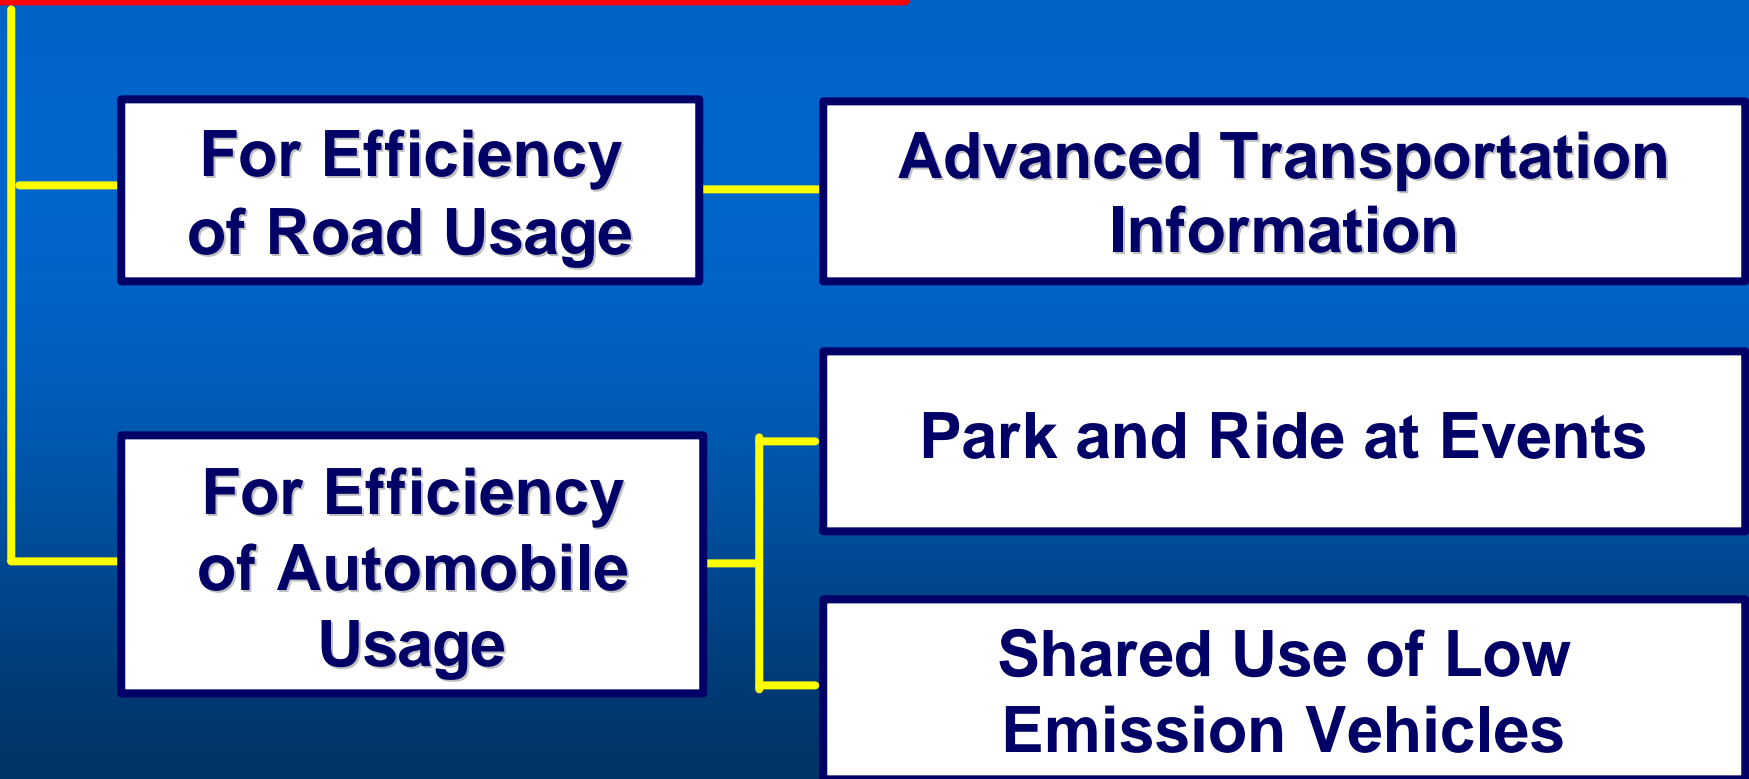 For Efficiency
of Road Usage
Advanced Transportation
Information
For Efficiency
of Automobile
Usage
Park and Ride at Events
Shared Use of Low
Emission Vehicles